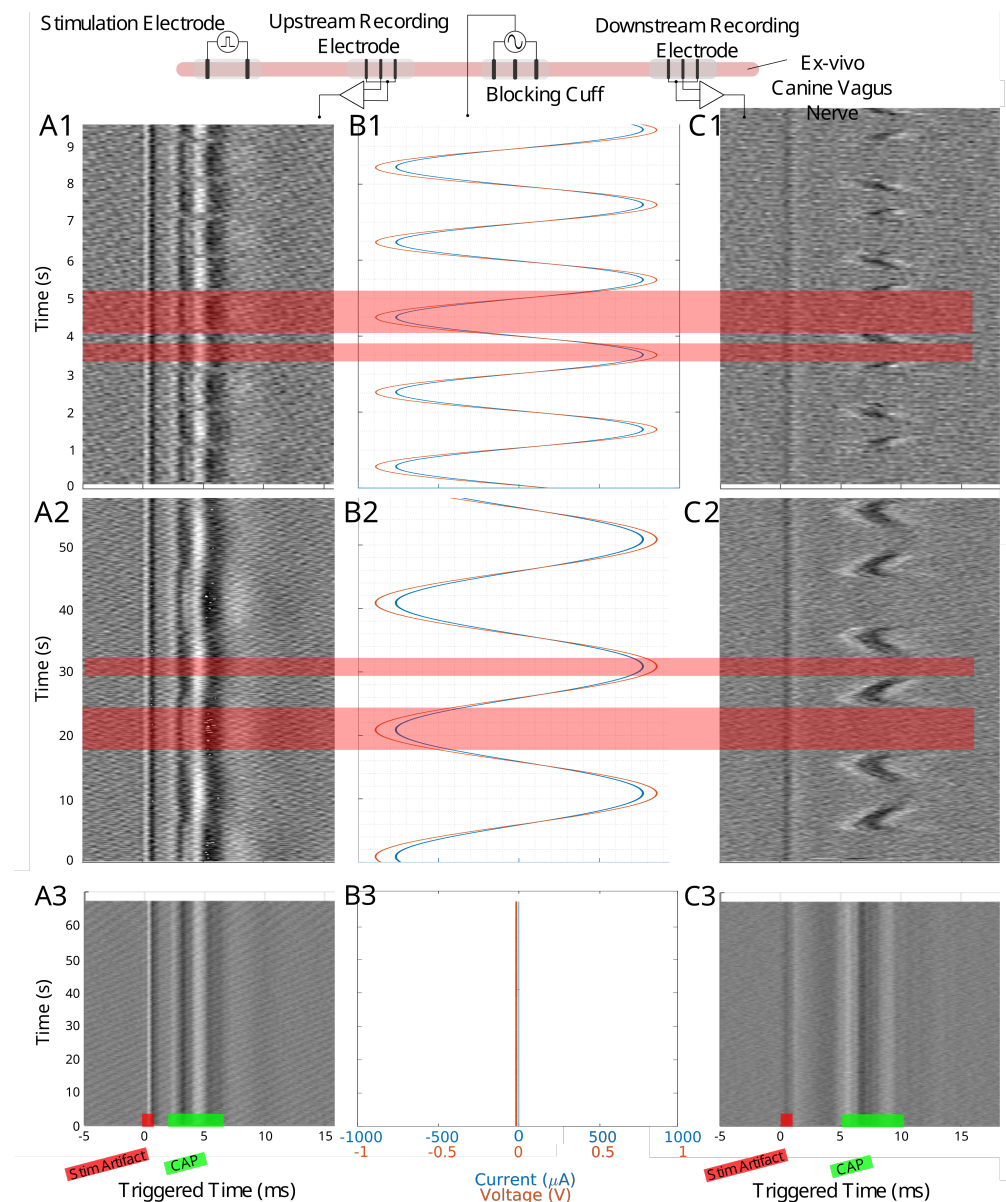 Stimulation Electrode
Upstream Recording
Electrode
Downstream Recording
Electrode
Blocking Cuff
Ex-vivo
Canine Vagus
Nerve
A1
B1
C1
Time (s)
9
8
7
6
5
4
3
2
1
0
A2
B2
C2
Time (s)
50
40
30
20
10
0
A3
B3
C3
Time (s)
60
50
40
30
20
10
0
-5
0
5
10
15
-1000
-500
0
500
1000
-1
-0.5
0
0.5
1
-5
0
5
10
15
Stim Artifact
CAP
Triggered Time (ms)
Current (μA)
Voltage (V)
Stim Artifact
CAP
Triggered Time (ms)